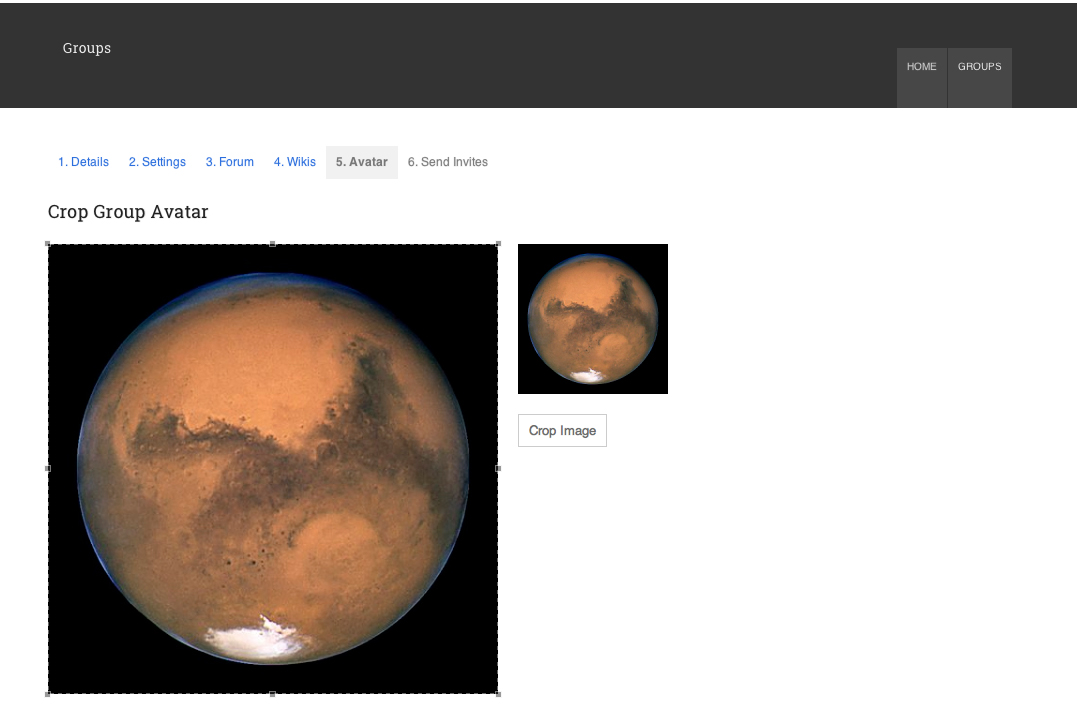 Groups
HOME GROUPS
1. Details 2. Settings 3. Forum 4. Wikis 5. Avatar 6. Send Invites
Crop Group Avatar
Crop Image